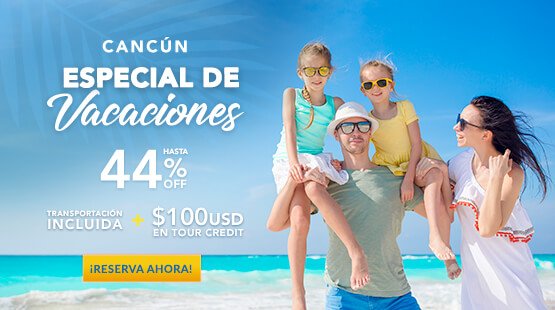 CANCÚN
ESPECIAL DE
Vacaciones
HASTA
44% OFF
TRANSPORTACIÓN
INCLUIDA + $100USD
EN TOUR CREDIT
¡RESERVA AHORA!